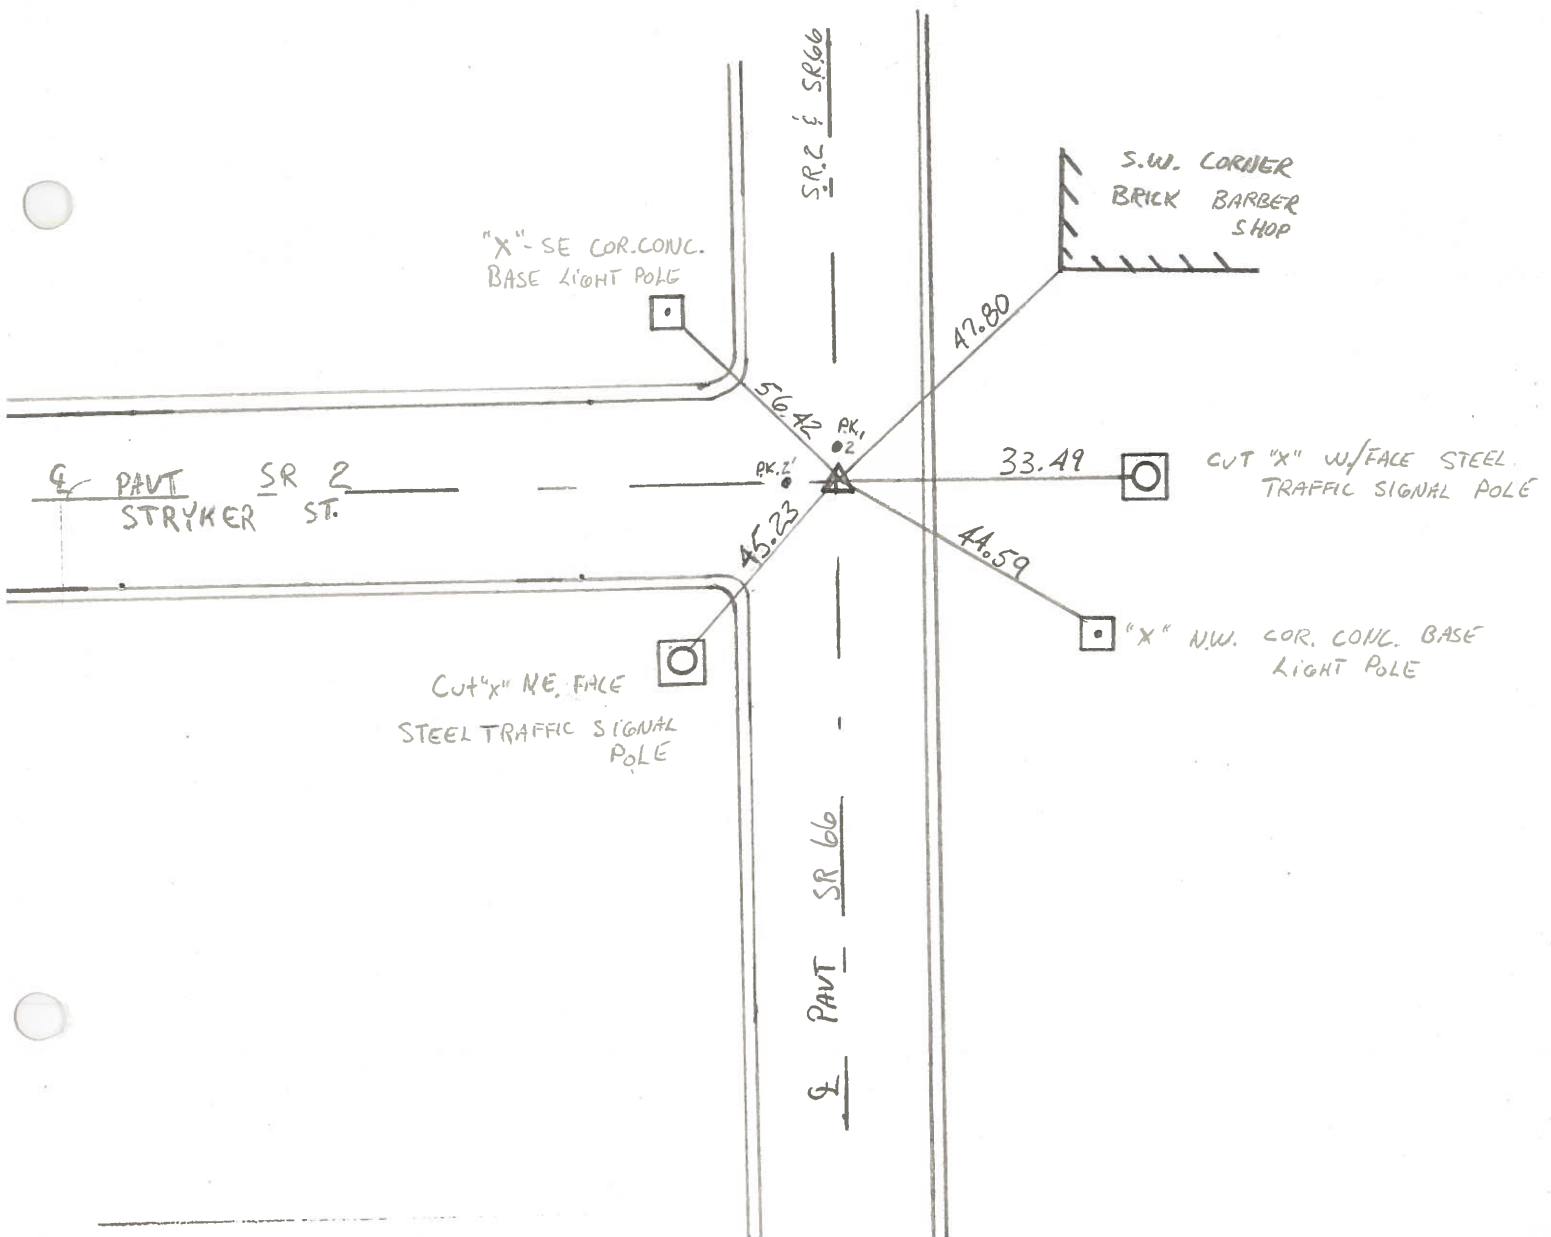 SR.2 & SR.66
S.W. CORNER
BRICK BARBER
SHOP
"X"- SE COR. CONC.
BASE LIGHT POLE
47.80
56.42
P.K.
2'
P.K. 2'
33.49
CUT "X" W/FACE STEEL
TRAFFIC SIGNAL POLE
℄ PAVT SR 2
STRYKER ST.
45.23
44.59
"X" N.W. COR. CONC. BASE
LIGHT POLE
Cut "x" N.E. FACE
STEEL TRAFFIC SIGNAL
POLE
℄ PAVT SR 66